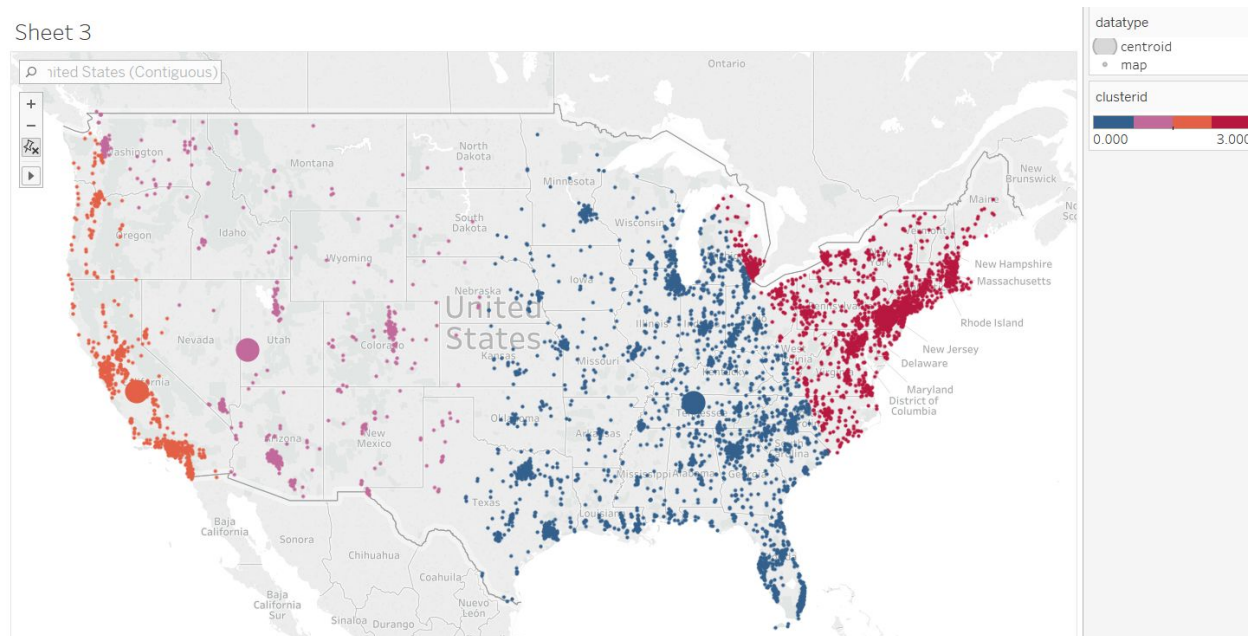 Sheet 3
nited States (Contiguous)
+
−
Ontario
Washington
Montana
North
Dakota
Minnesota
Oregon
Idaho
South
Dakota
Wisconsin
Wyoming
Iowa
Nebraska
United
States
Nevada
Utah
Colorado
Kansas
Missouri
Illinois
Kentucky
Tennessee
Oklahoma
Arkansas
Arizona
New
Mexico
Mississippi
Alabama
Georgia
Texas
Louisiana
Maine
New
Brunswick
Vermont
New Hampshire
Massachusetts
Rhode Island
New Jersey
Delaware
Maryland
District of
Columbia
Baja
California
Sonora
Chihuahua
Coahuila
Baja
California
Sur
Sinaloa
Durango
Nuevo
León
datatype
centroid
map
clusterid
0.000 3.000